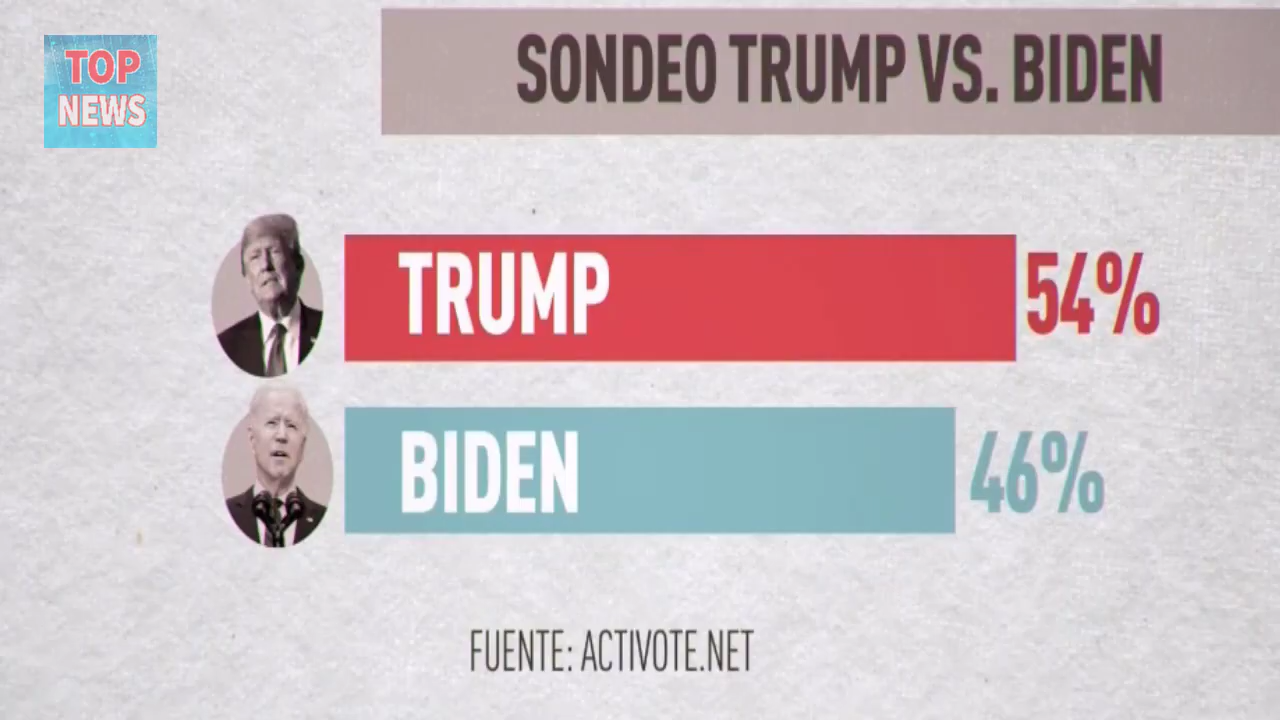 TOP
NEWS
SONDEO TRUMP VS. BIDEN
TRUMP
54%
BIDEN
46%
FUENTE: ACTIVOTE.NET